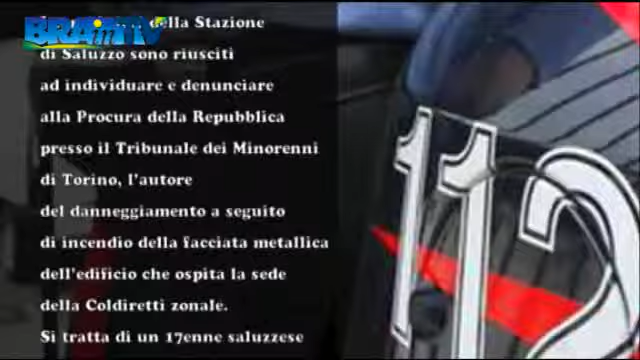 BRAinTV
della Stazione
di Saluzzo sono riusciti
ad individuare e denunciare
alla Procura della Repubblica
presso il Tribunale dei Minorenni
di Torino, l'autore
del danneggiamento a seguito
di incendio della facciata metallica
dell'edificio che ospita la sede
della Coldiretti zonale.
Si tratta di un 17enne saluzzese
112